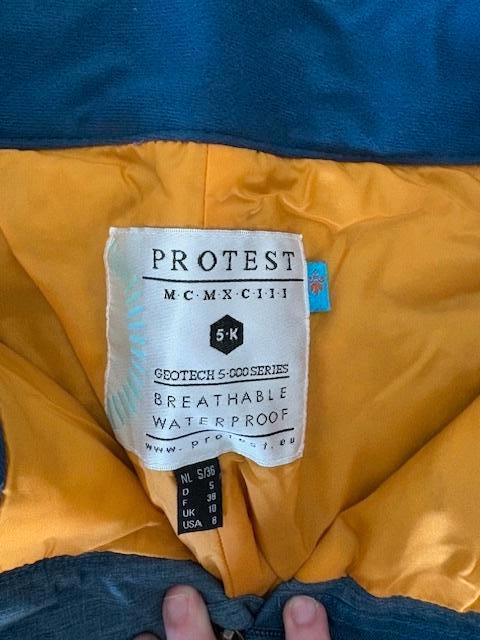 PROTEST
M·C·M·X·C·I·I·I
5·K
GEOTECH 5·000 SERIES
BREATHABLE
WATERPROOF
www.protest.eu
NL S/36
D S
F 38
UK 10
USA 8